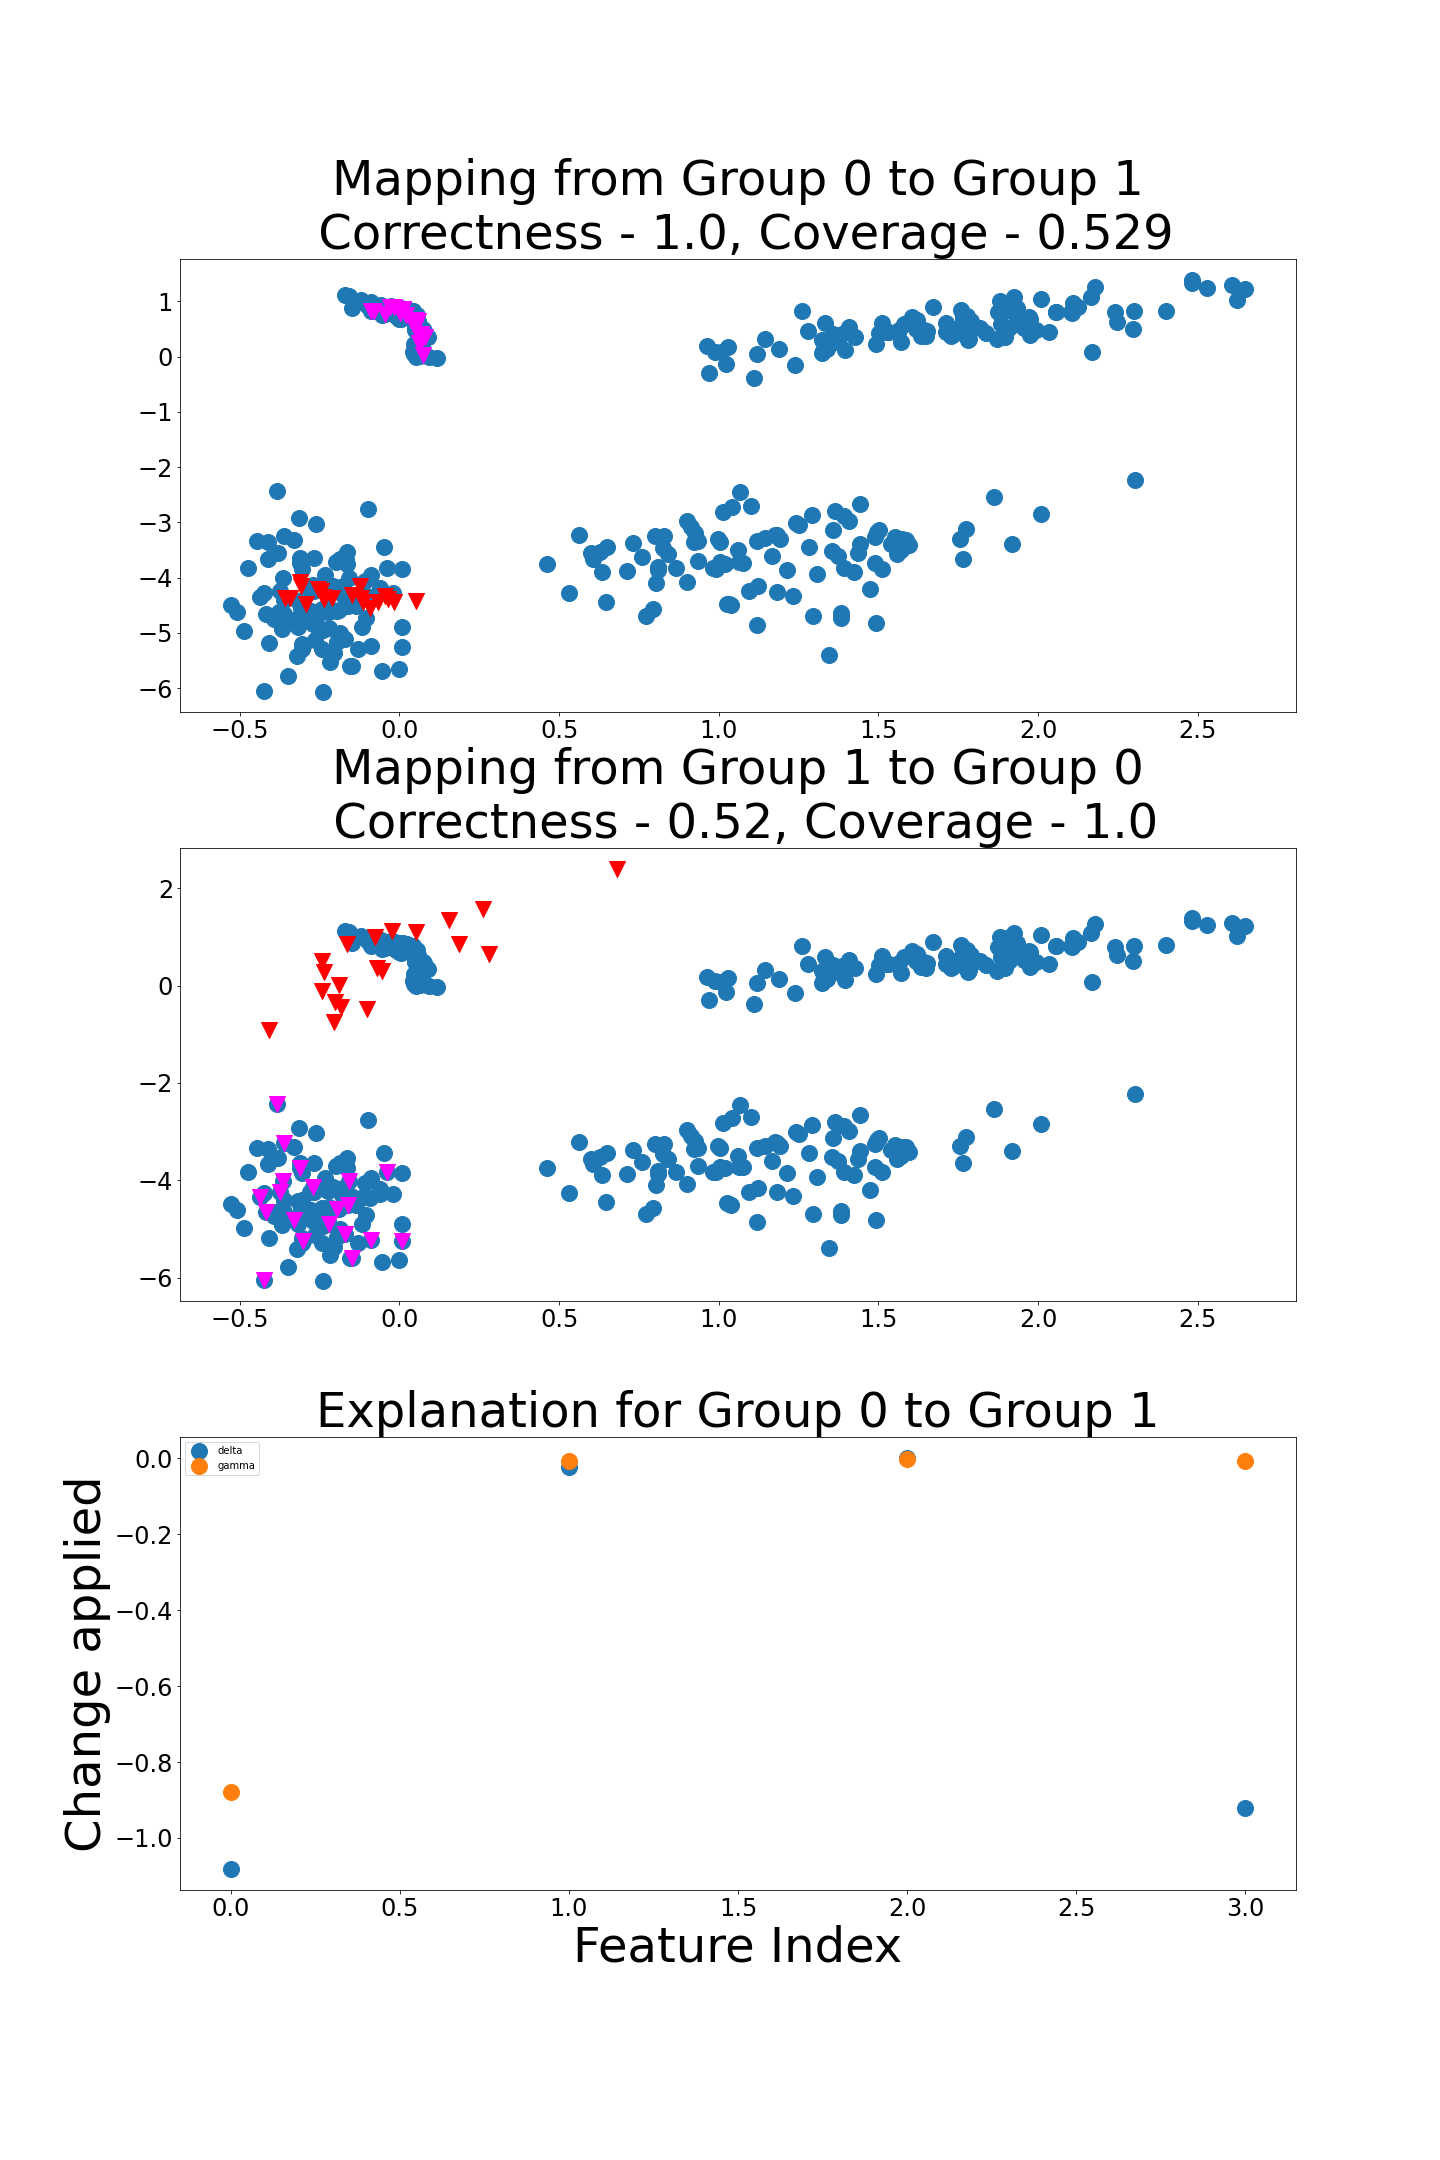 Mapping from Group 0 to Group 1
Correctness - 1.0, Coverage - 0.529
1
0
−1
−2
−3
−4
−5
−6
−0.5 0.0 0.5 1.0 1.5 2.0 2.5
Mapping from Group 1 to Group 0
Correctness - 0.52, Coverage - 1.0
2
0
−2
−4
−6
−0.5 0.0 0.5 1.0 1.5 2.0 2.5
Explanation for Group 0 to Group 1
delta
gamma
Change applied
0.0
−0.2
−0.4
−0.6
−0.8
−1.0
0.0 0.5 1.0 1.5 2.0 2.5 3.0
Feature Index